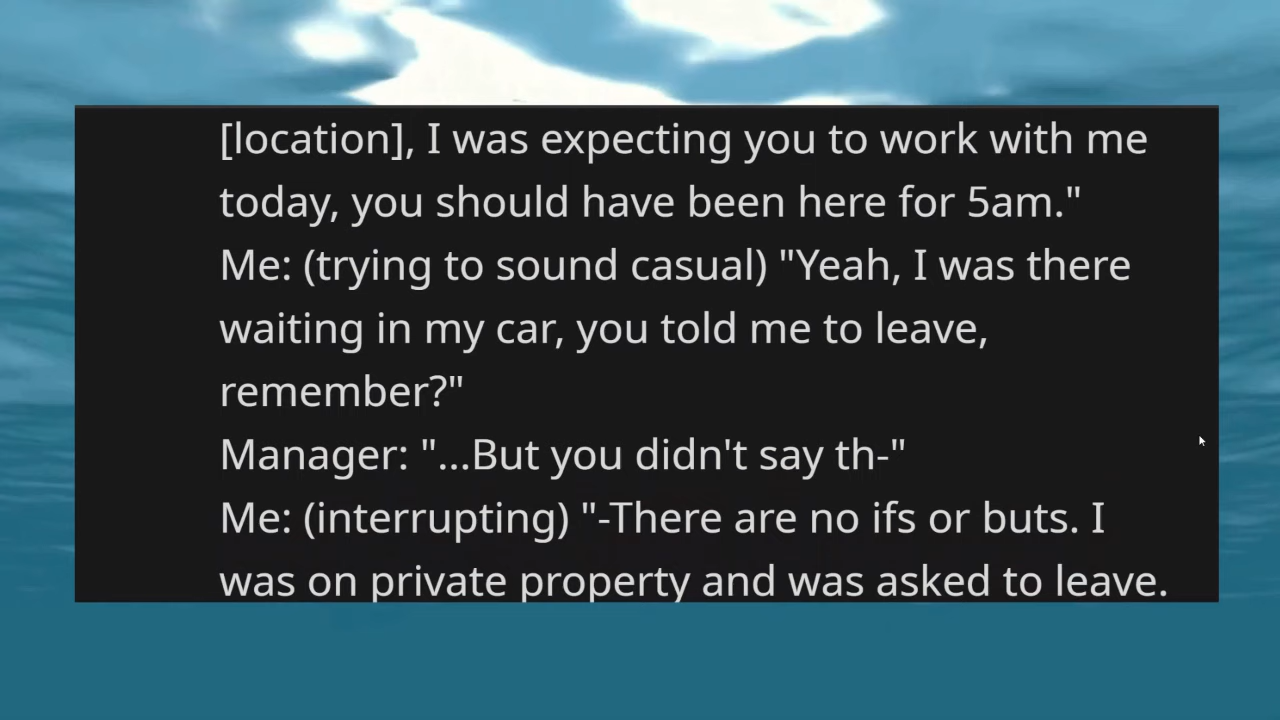 [location], I was expecting you to work with me
today, you should have been here for 5am."
Me: (trying to sound casual) "Yeah, I was there
waiting in my car, you told me to leave,
remember?"
Manager: "...But you didn't say th-"
Me: (interrupting) "-There are no ifs or buts. I
was on private property and was asked to leave.